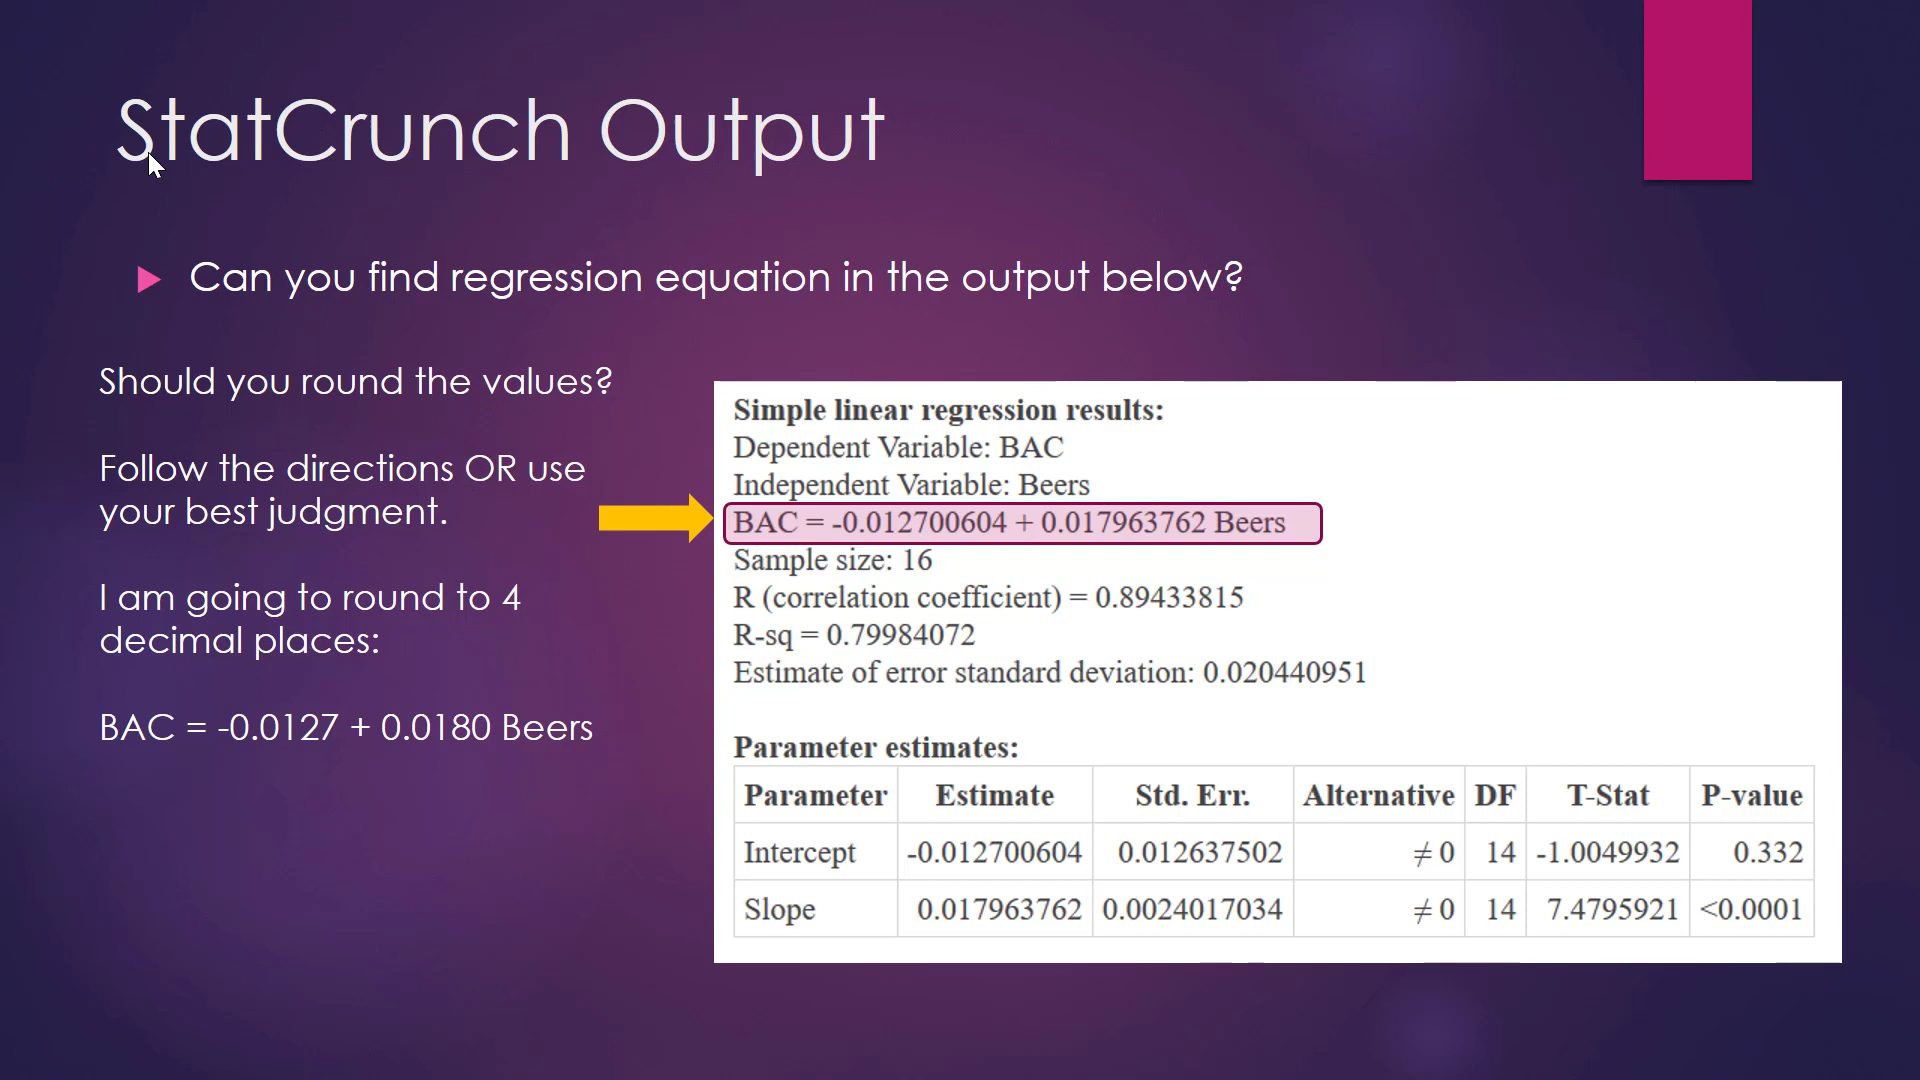 StatCrunch Output
Can you find regression equation in the output below?
Should you round the values?
Follow the directions OR use
your best judgment.
I am going to round to 4
decimal places:
BAC = -0.0127 + 0.0180 Beers
Simple linear regression results:
Dependent Variable: BAC
Independent Variable: Beers
BAC = -0.012700604 + 0.017963762 Beers
Sample size: 16
R (correlation coefficient) = 0.89433815
R-sq = 0.79984072
Estimate of error standard deviation: 0.020440951
Parameter estimates:
Parameter Estimate Std. Err. Alternative DF T-Stat P-value
Intercept -0.012700604 0.012637502 ≠ 0 14 -1.0049932 0.332
Slope 0.017963762 0.0024017034 ≠ 0 14 7.4795921 <0.0001